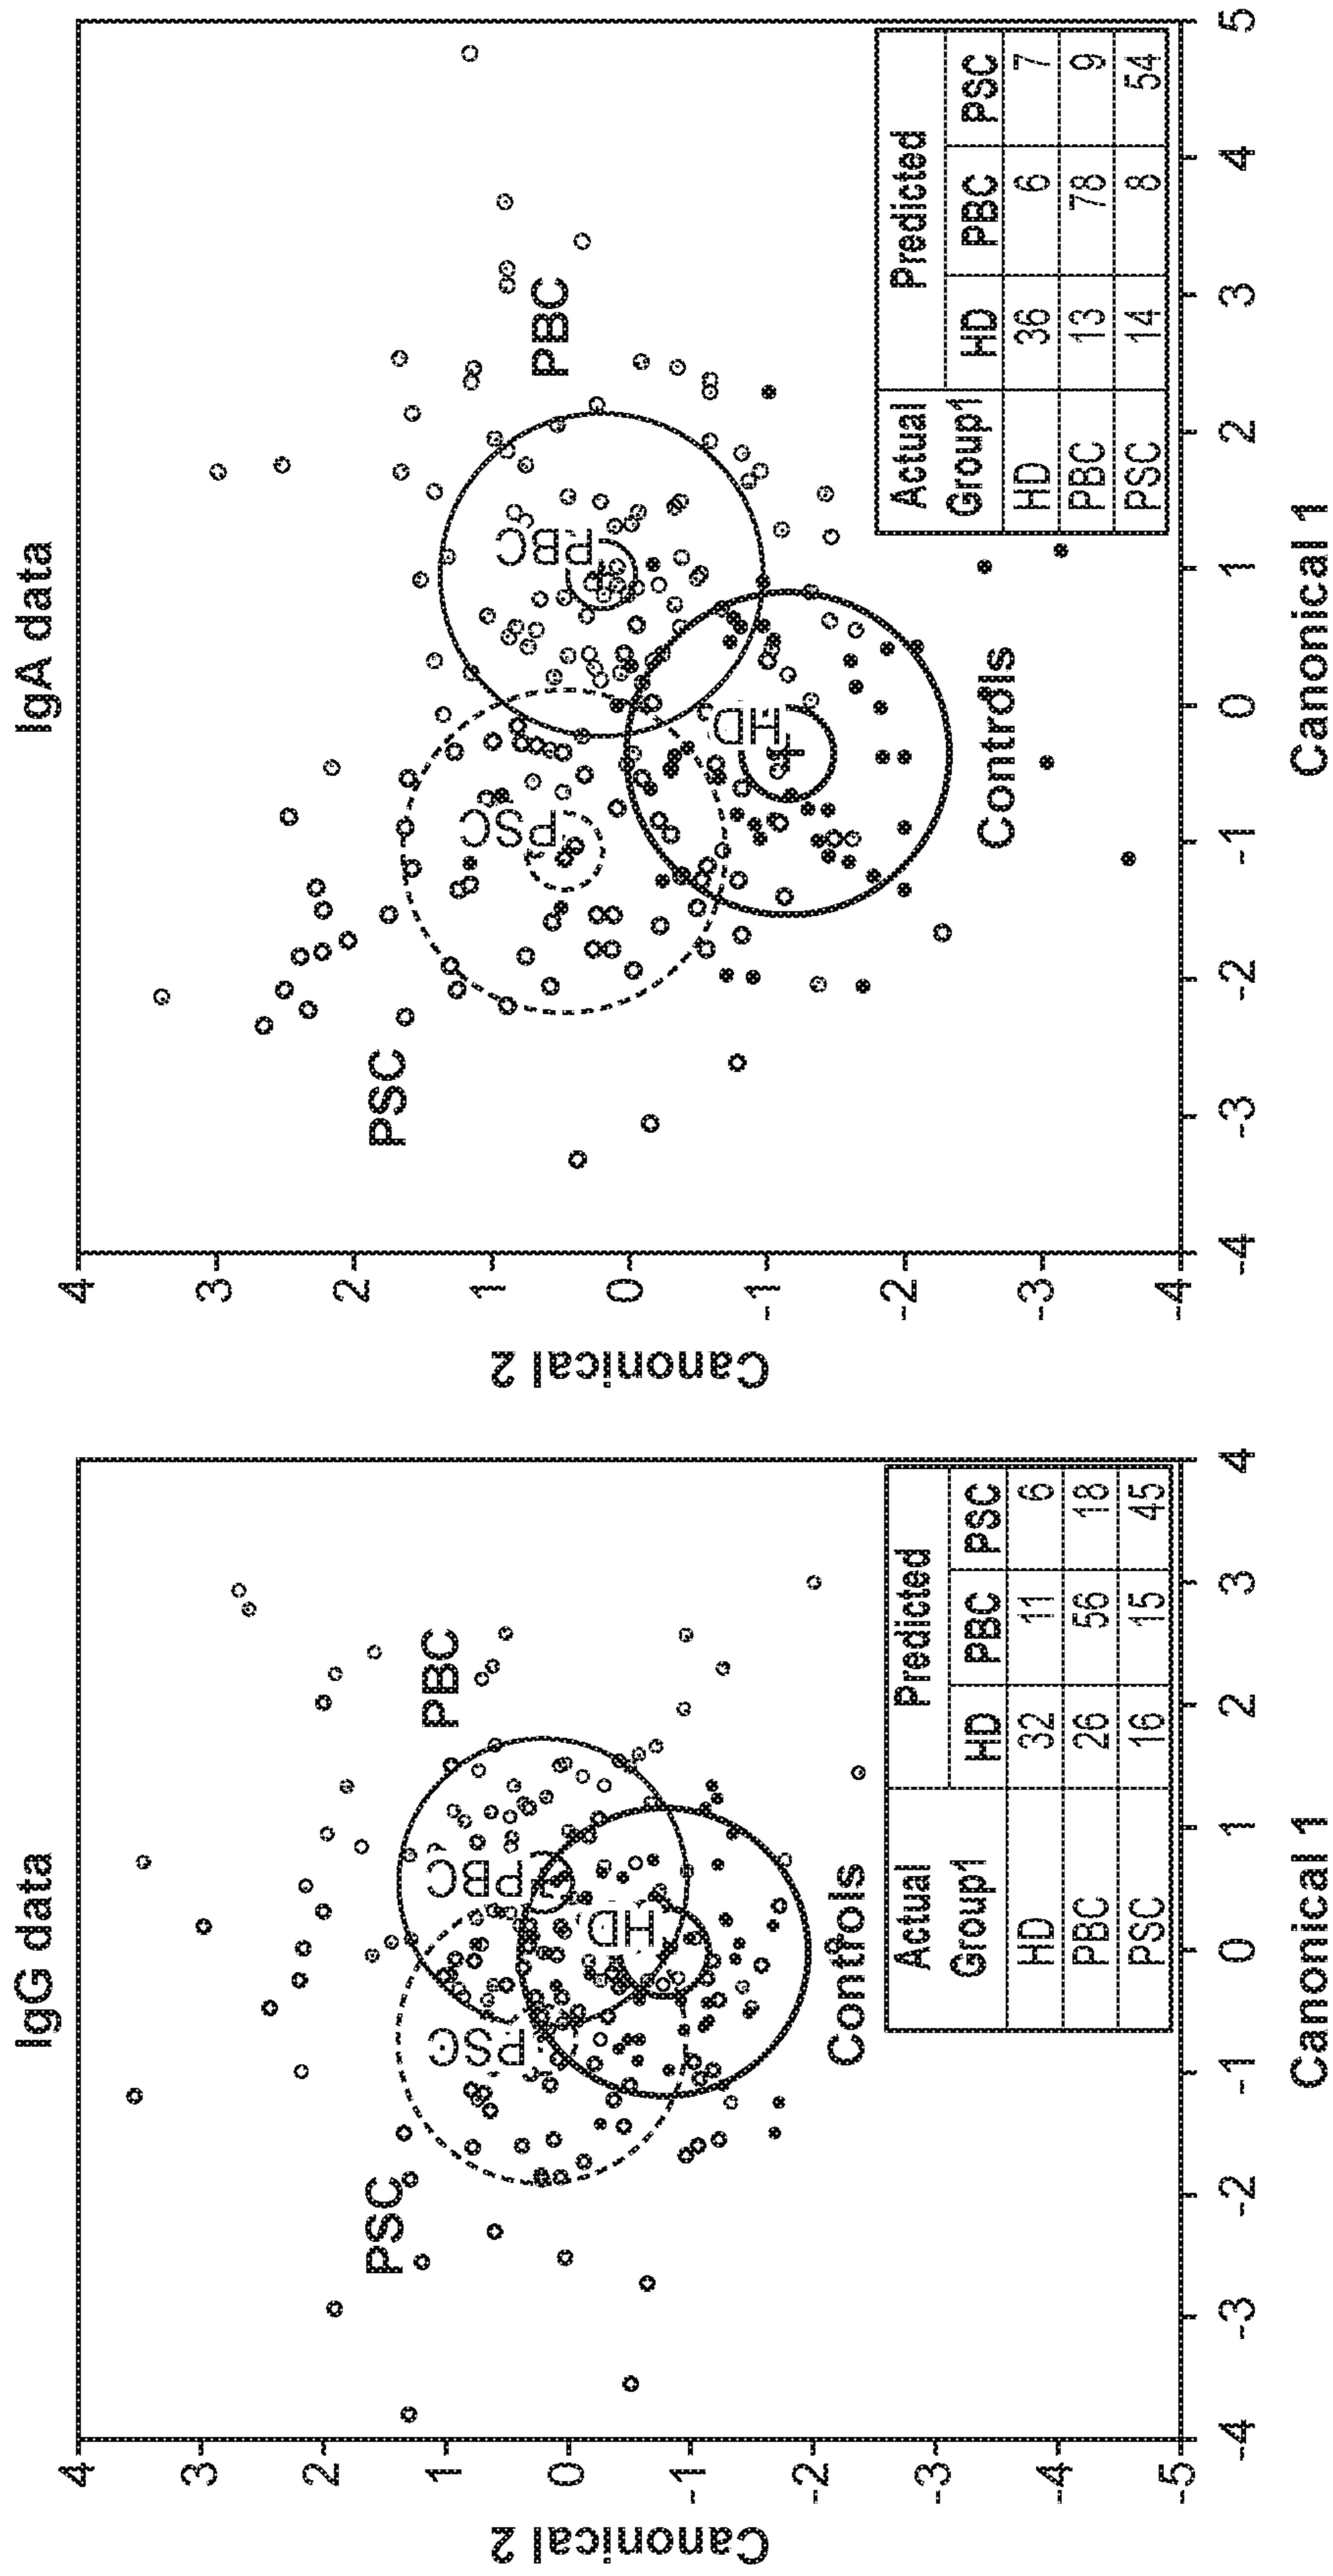 IgG data
Canonical 2
4
3
2
1
0
-1
-2
-3
-4
-5
PSC
PBC
PSC
PBC
HD
Controls
Actual Predicted
Group1 HD PBC PSC
HD 32 11 6
PBC 26 56 18
PSC 16 15 45
-4 -3 -2 -1 0 1 2 3 4
Canonical 1
IgA data
Canonical 2
4
3
2
1
0
-1
-2
-3
-4
PSC
PBC
PSC
PBC
HD
Controls
Actual Predicted
Group1 HD PBC PSC
HD 36 6 7
PBC 13 78 9
PSC 14 8 54
-4 -3 -2 -1 0 1 2 3 4 5
Canonical 1